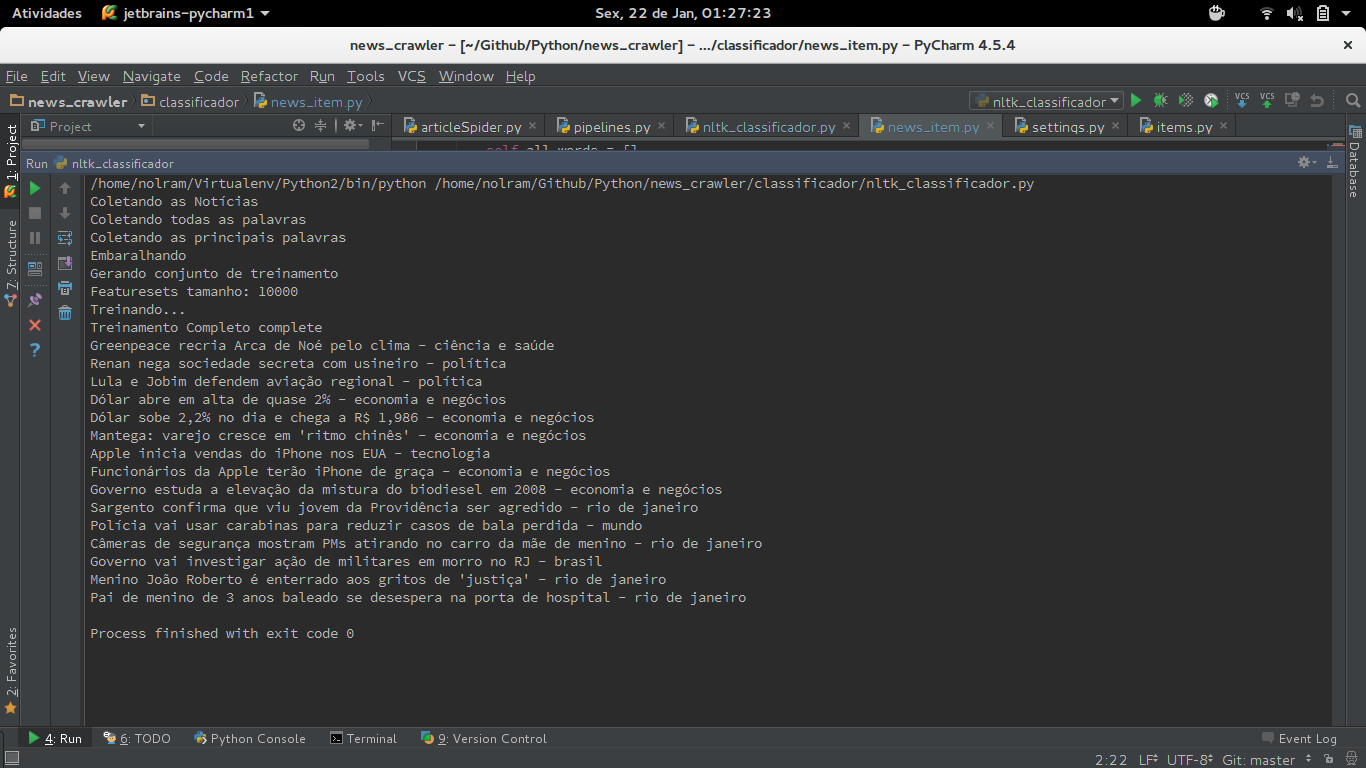 Atividades jetbrains-pycharm1 Sex, 22 de Jan, 01:27:23
news_crawler – [~/Github/Python/news_crawler] – .../classificador/news_item.py – PyCharm 4.5.4
File Edit View Navigate Code Refactor Run Tools VCS Window Help
news_crawler classificador news_item.py nltk_classificador VCS VCS
Project articleSpider.py pipelines.py nltk_classificador.py news_item.py settings.py items.py
self.all_words = []
Run nltk_classificador
1: Project
7: Structure
2: Favorites
Database
/home/nolram/Virtualenv/Python2/bin/python /home/nolram/Github/Python/news_crawler/classificador/nltk_classificador.py
Coletando as Notícias
Coletando todas as palavras
Coletando as principais palavras
Embaralhando
Gerando conjunto de treinamento
Featuresets tamanho: 10000
Treinando...
Treinamento Completo complete
Greenpeace recria Arca de Noé pelo clima – ciência e saúde
Renan nega sociedade secreta com usineiro – política
Lula e Jobim defendem aviação regional – política
Dólar abre em alta de quase 2% – economia e negócios
Dólar sobe 2,2% no dia e chega a R$ 1,986 – economia e negócios
Mantega: varejo cresce em 'ritmo chinês' – economia e negócios
Apple inicia vendas do iPhone nos EUA – tecnologia
Funcionários da Apple terão iPhone de graça – economia e negócios
Governo estuda a elevação da mistura do biodiesel em 2008 – economia e negócios
Sargento confirma que viu jovem da Providência ser agredido – rio de janeiro
Polícia vai usar carabinas para reduzir casos de bala perdida – mundo
Câmeras de segurança mostram PMs atirando no carro da mãe de menino – rio de janeiro
Governo vai investigar ação de militares em morro no RJ – brasil
Menino João Roberto é enterrado aos gritos de 'justiça' – rio de janeiro
Pai de menino de 3 anos baleado se desespera na porta de hospital – rio de janeiro
Process finished with exit code 0
4: Run 6: TODO Python Console Terminal 9: Version Control Event Log
2:22 LF UTF-8 Git: master